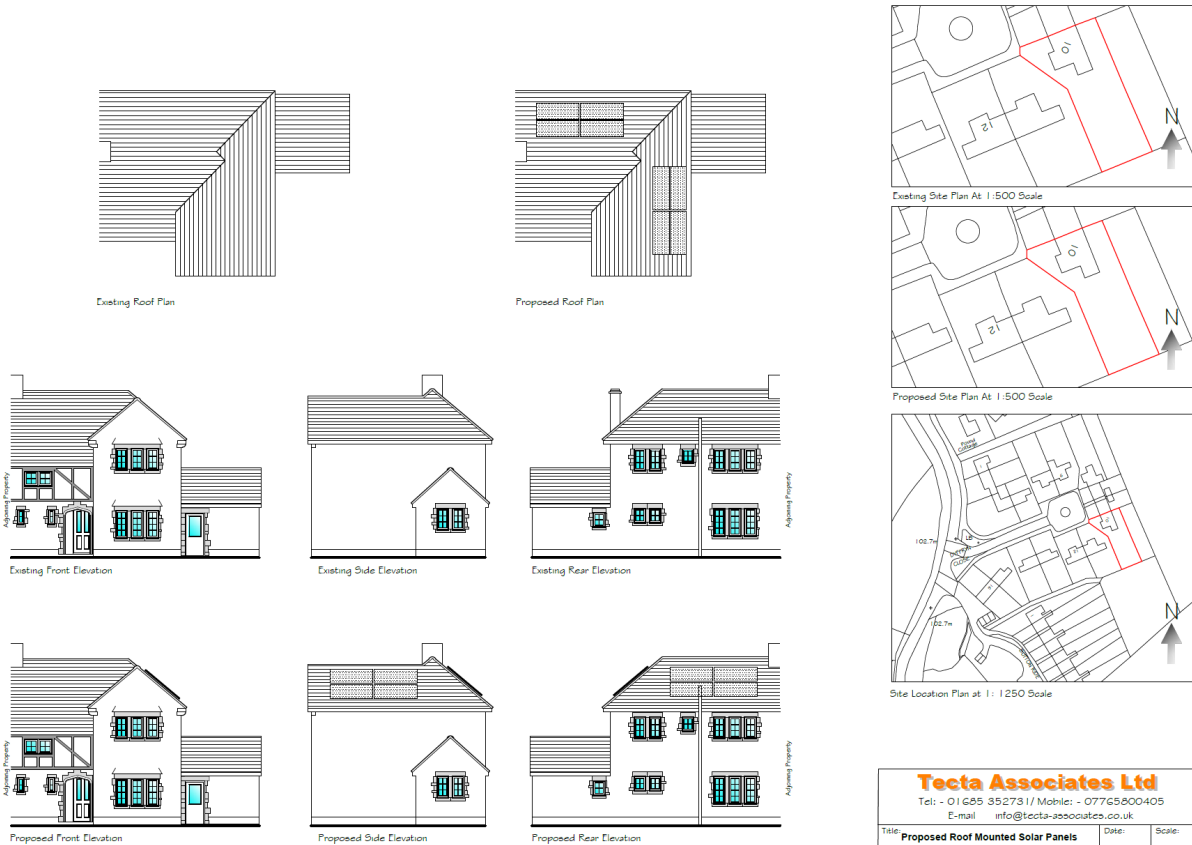 Existing Roof Plan
Proposed Roof Plan
Adjoining Property
Existing Front Elevation
Existing Side Elevation
Existing Rear Elevation
Adjoining Property
Adjoining Property
Proposed Front Elevation
Proposed Side Elevation
Proposed Rear Elevation
Adjoining Property
10
12
N
Existing Site Plan At 1:500 Scale
10
12
N
Proposed Site Plan At 1:500 Scale
Pound
Cottage
102.7m
LB
CLOSE
102.7m
N
Site Location Plan at 1: 1250 Scale
Tecta Associates Ltd
Tel: - 01685 352731/ Mobile: - 07765800405
E-mail info@tecta-associates.co.uk
Title: Proposed Roof Mounted Solar Panels
Date:
Scale: